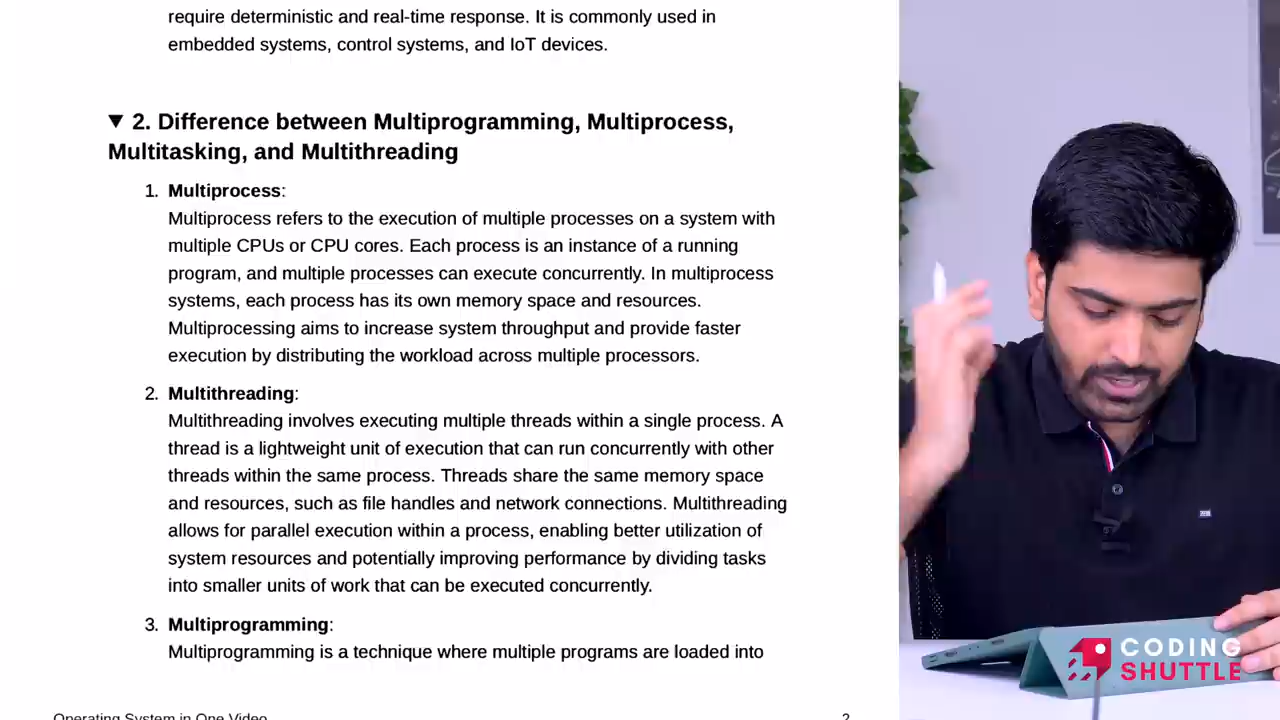 require deterministic and real-time response. It is commonly used in
embedded systems, control systems, and IoT devices.
▼ 2. Difference between Multiprogramming, Multiprocess,
Multitasking, and Multithreading
1. Multiprocess:
Multiprocess refers to the execution of multiple processes on a system with
multiple CPUs or CPU cores. Each process is an instance of a running
program, and multiple processes can execute concurrently. In multiprocess
systems, each process has its own memory space and resources.
Multiprocessing aims to increase system throughput and provide faster
execution by distributing the workload across multiple processors.
2. Multithreading:
Multithreading involves executing multiple threads within a single process. A
thread is a lightweight unit of execution that can run concurrently with other
threads within the same process. Threads share the same memory space
and resources, such as file handles and network connections. Multithreading
allows for parallel execution within a process, enabling better utilization of
system resources and potentially improving performance by dividing tasks
into smaller units of work that can be executed concurrently.
3. Multiprogramming:
Multiprogramming is a technique where multiple programs are loaded into
Operating System in One Video 2
CODING
SHUTTLE